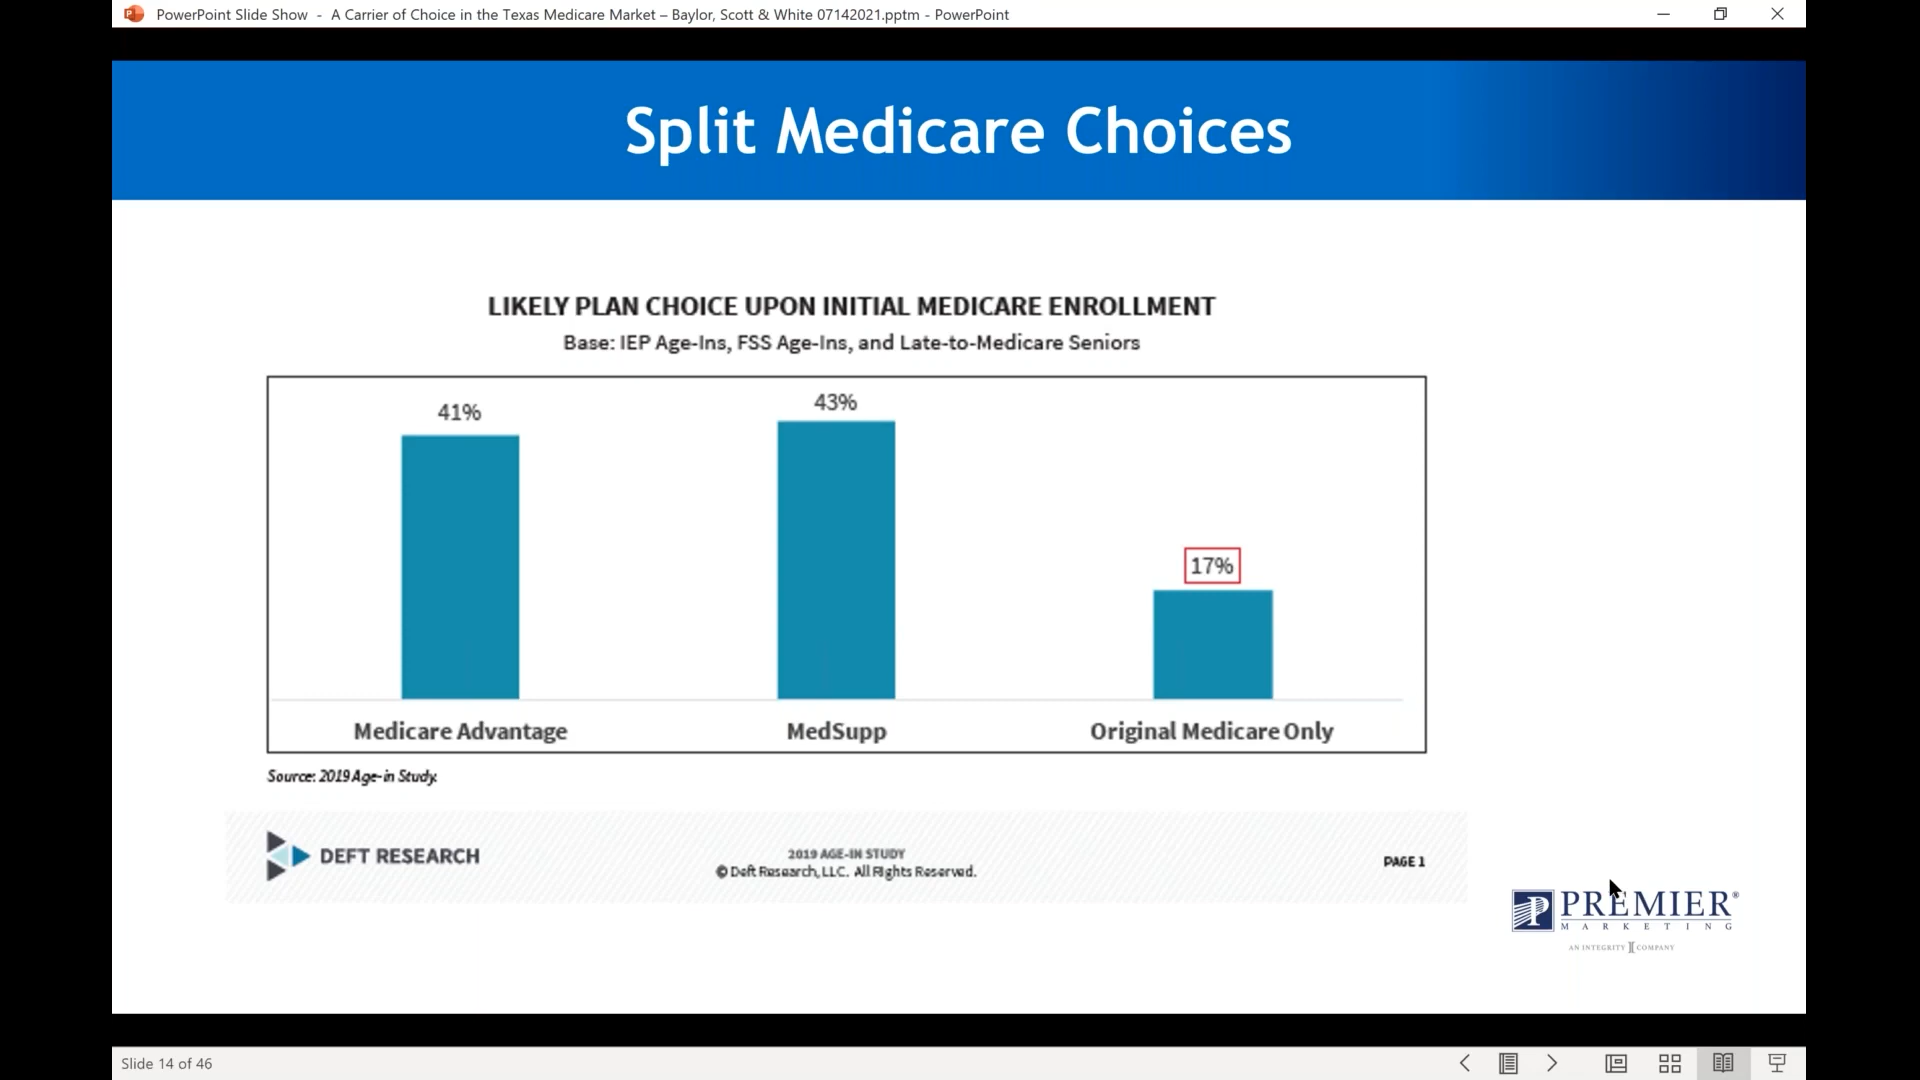 PowerPoint Slide Show - A Carrier of Choice in the Texas Medicare Market – Baylor, Scott & White 07142021.pptm - PowerPoint
Split Medicare Choices
LIKELY PLAN CHOICE UPON INITIAL MEDICARE ENROLLMENT
Base: IEP Age-Ins, FSS Age-Ins, and Late-to-Medicare Seniors
41%
43%
17%
Medicare Advantage
MedSupp
Original Medicare Only
Source: 2019 Age-in Study.
DEFT RESEARCH
2019 AGE-IN STUDY
© Deft Research, LLC. All Rights Reserved.
PAGE 1
PREMIER®
MARKETING
AN INTEGRITY COMPANY
Slide 14 of 46